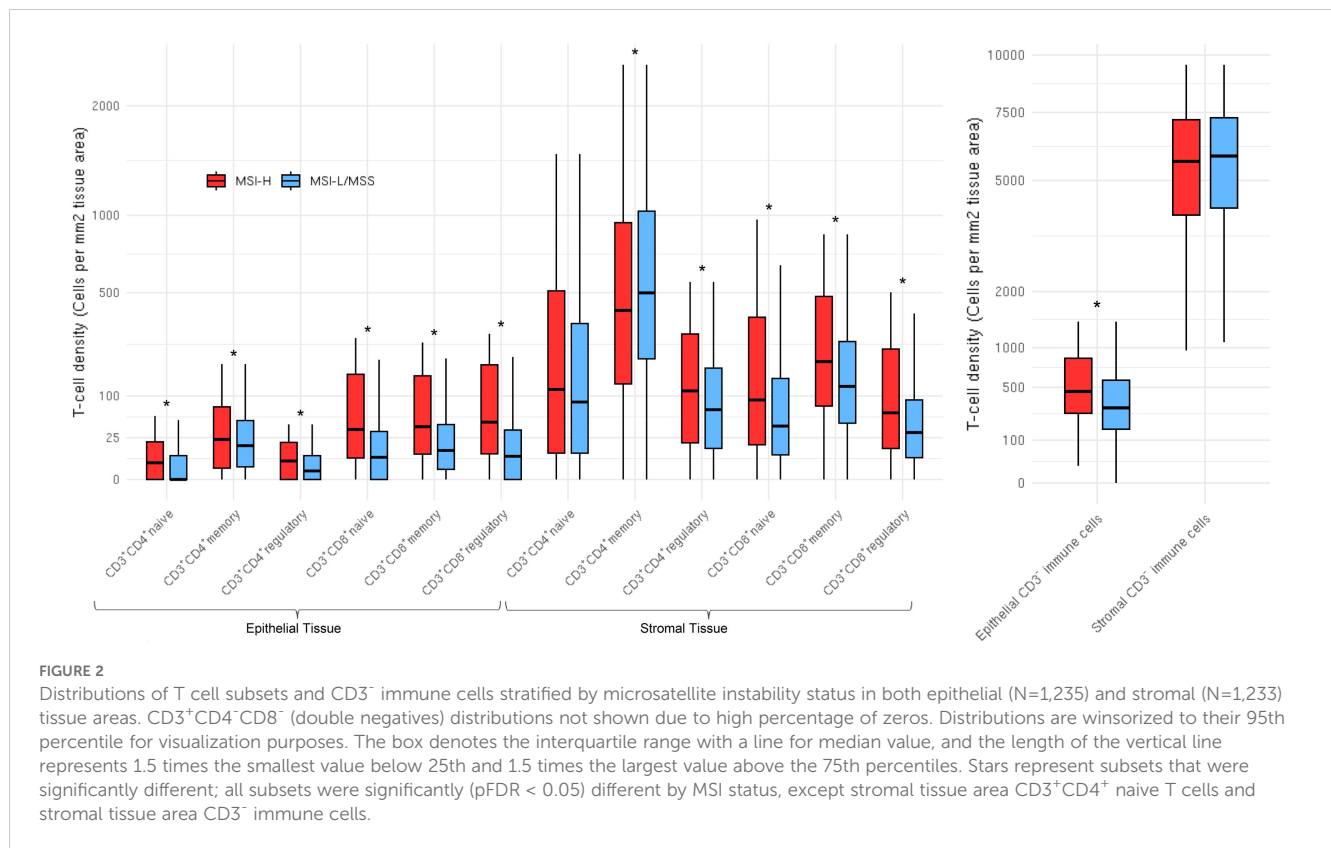 T-cell density (Cells per mm2 tissue area)
2000
1000
500
100
25
0
MSI-H
MSI-L/MSS
*
*
*
*
*
*
*
*
*
*
*
CD3⁺CD4⁺naive
CD3⁺CD4⁺memory
CD3⁺CD4⁺regulatory
CD3⁺CD8⁺naive
CD3⁺CD8⁺memory
CD3⁺CD8⁺regulatory
CD3⁺CD4⁺naive
CD3⁺CD4⁺memory
CD3⁺CD4⁺regulatory
CD3⁺CD8⁺naive
CD3⁺CD8⁺memory
CD3⁺CD8⁺regulatory
Epithelial Tissue
Stromal Tissue
T-cell density (Cells per mm2 tissue area)
10000
7500
5000
2000
1000
500
100
0
*
Epithelial CD3⁻ immune cells
Stromal CD3⁻ immune cells
FIGURE 2
Distributions of T cell subsets and CD3⁻ immune cells stratified by microsatellite instability status in both epithelial (N=1,235) and stromal (N=1,233)
tissue areas. CD3⁺CD4⁻CD8⁻ (double negatives) distributions not shown due to high percentage of zeros. Distributions are winsorized to their 95th
percentile for visualization purposes. The box denotes the interquartile range with a line for median value, and the length of the vertical line
represents 1.5 times the smallest value below 25th and 1.5 times the largest value above the 75th percentiles. Stars represent subsets that were
significantly different; all subsets were significantly (pFDR < 0.05) different by MSI status, except stromal tissue area CD3⁺CD4⁺ naive T cells and
stromal tissue area CD3⁻ immune cells.